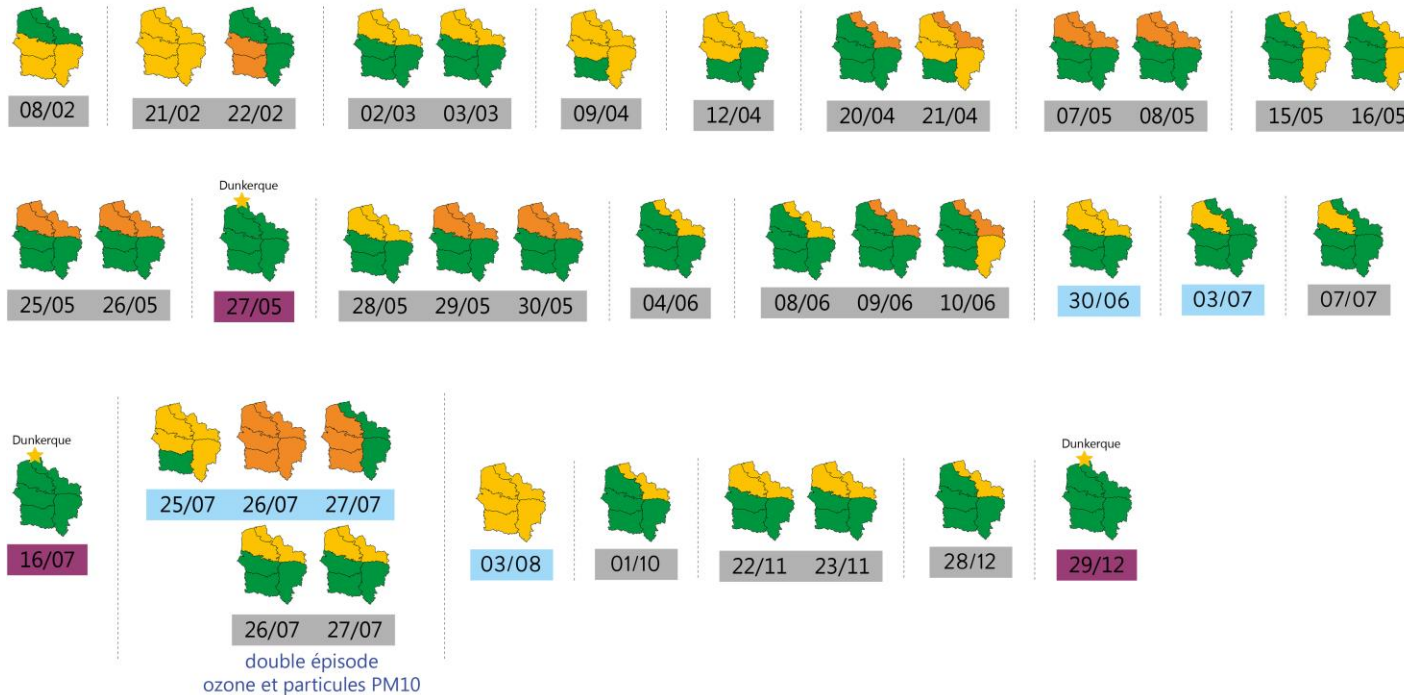 08/02 21/02 22/02 02/03 03/03 09/04 12/04 20/04 21/04 07/05 08/05 15/05 16/05
Dunkerque
25/05 26/05 27/05 28/05 29/05 30/05 04/06 08/06 09/06 10/06 30/06 03/07 07/07
Dunkerque
16/07
25/07 26/07 27/07
26/07 27/07
double épisode
ozone et particules PM10
03/08 01/10 22/11 23/11 28/12
Dunkerque
29/12